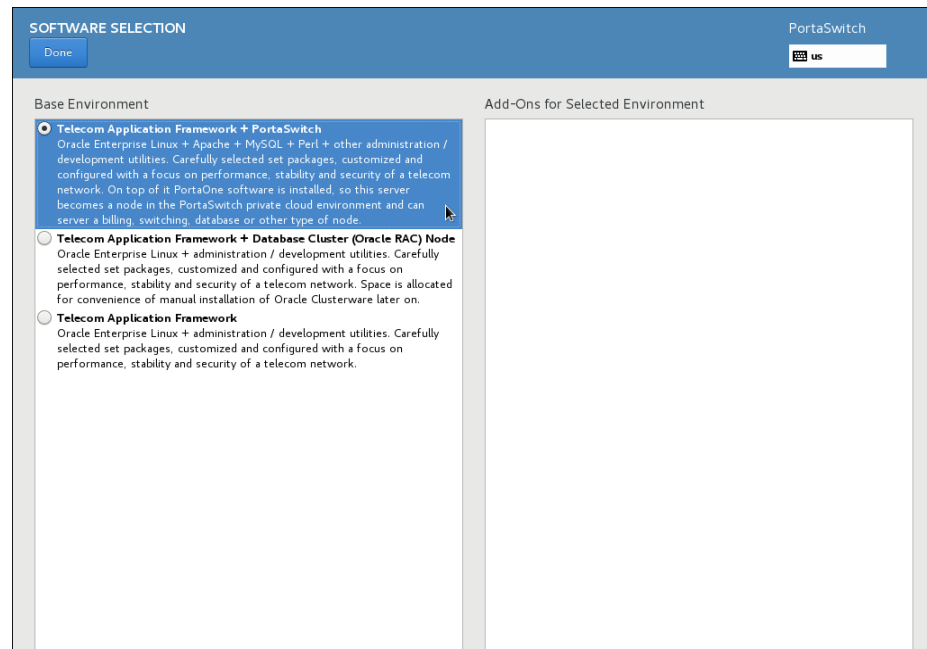 SOFTWARE SELECTION
PortaSwitch
Done
us
Base Environment
Add-Ons for Selected Environment
Telecom Application Framework + PortaSwitch
Oracle Enterprise Linux + Apache + MySQL + Perl + other administration /
development utilities. Carefully selected set packages, customized and
configured with a focus on performance, stability and security of a telecom
network. On top of it PortaOne software is installed, so this server
becomes a node in the PortaSwitch private cloud environment and can
server a billing, switching, database or other type of node.
Telecom Application Framework + Database Cluster (Oracle RAC) Node
Oracle Enterprise Linux + administration / development utilities. Carefully
selected set packages, customized and configured with a focus on
performance, stability and security of a telecom network. Space is allocated
for convenience of manual installation of Oracle Clusterware later on.
Telecom Application Framework
Oracle Enterprise Linux + administration / development utilities. Carefully
selected set packages, customized and configured with a focus on
performance, stability and security of a telecom network.